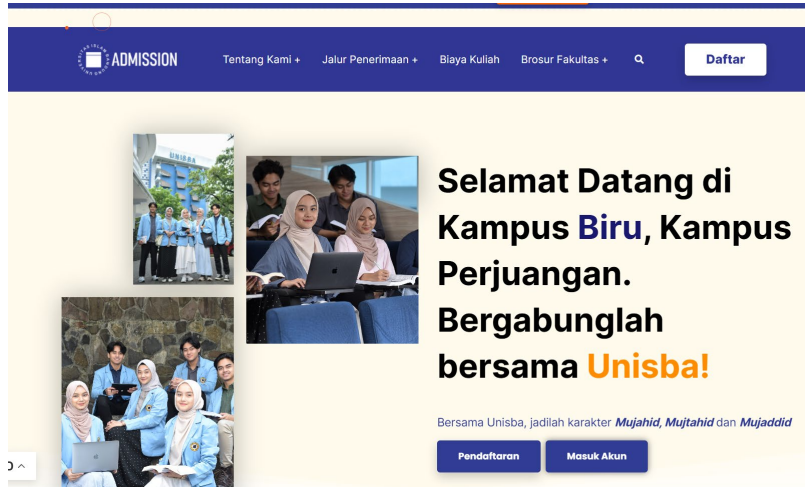 ADMISSION
Tentang Kami +
Jalur Penerimaan +
Biaya Kuliah
Brosur Fakultas +
Daftar
UNISBA
Selamat Datang di
Kampus Biru, Kampus
Perjuangan.
Bergabunglah
bersama Unisba!
Bersama Unisba, jadilah karakter Mujahid, Mujtahid dan Mujaddid
Pendaftaran
Masuk Akun